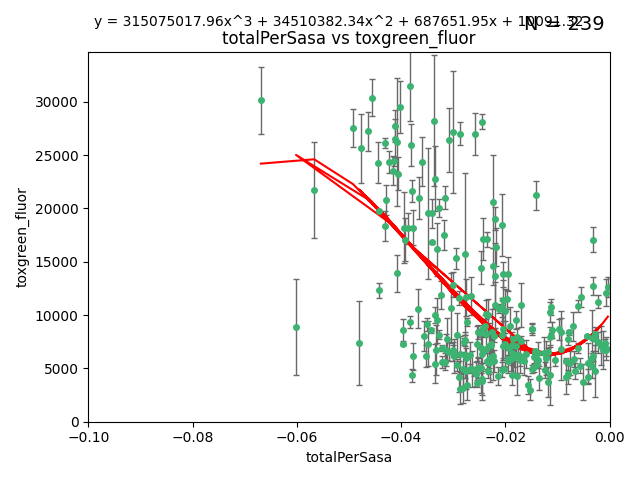 y = 315075017.96x^3 + 34510382.34x^2 + 687651.95x + 10091.32
N = 239
totalPerSasa vs toxgreen_fluor
toxgreen_fluor
30000
25000
20000
15000
10000
5000
0
−0.10
−0.08
−0.06
−0.04
−0.02
0.00
totalPerSasa